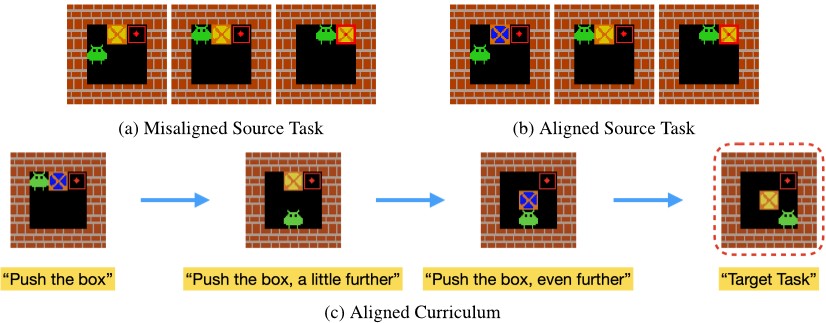 (a) Misaligned Source Task
(b) Aligned Source Task
“Push the box”
“Push the box, a little further”
“Push the box, even further”
“Target Task”
(c) Aligned Curriculum